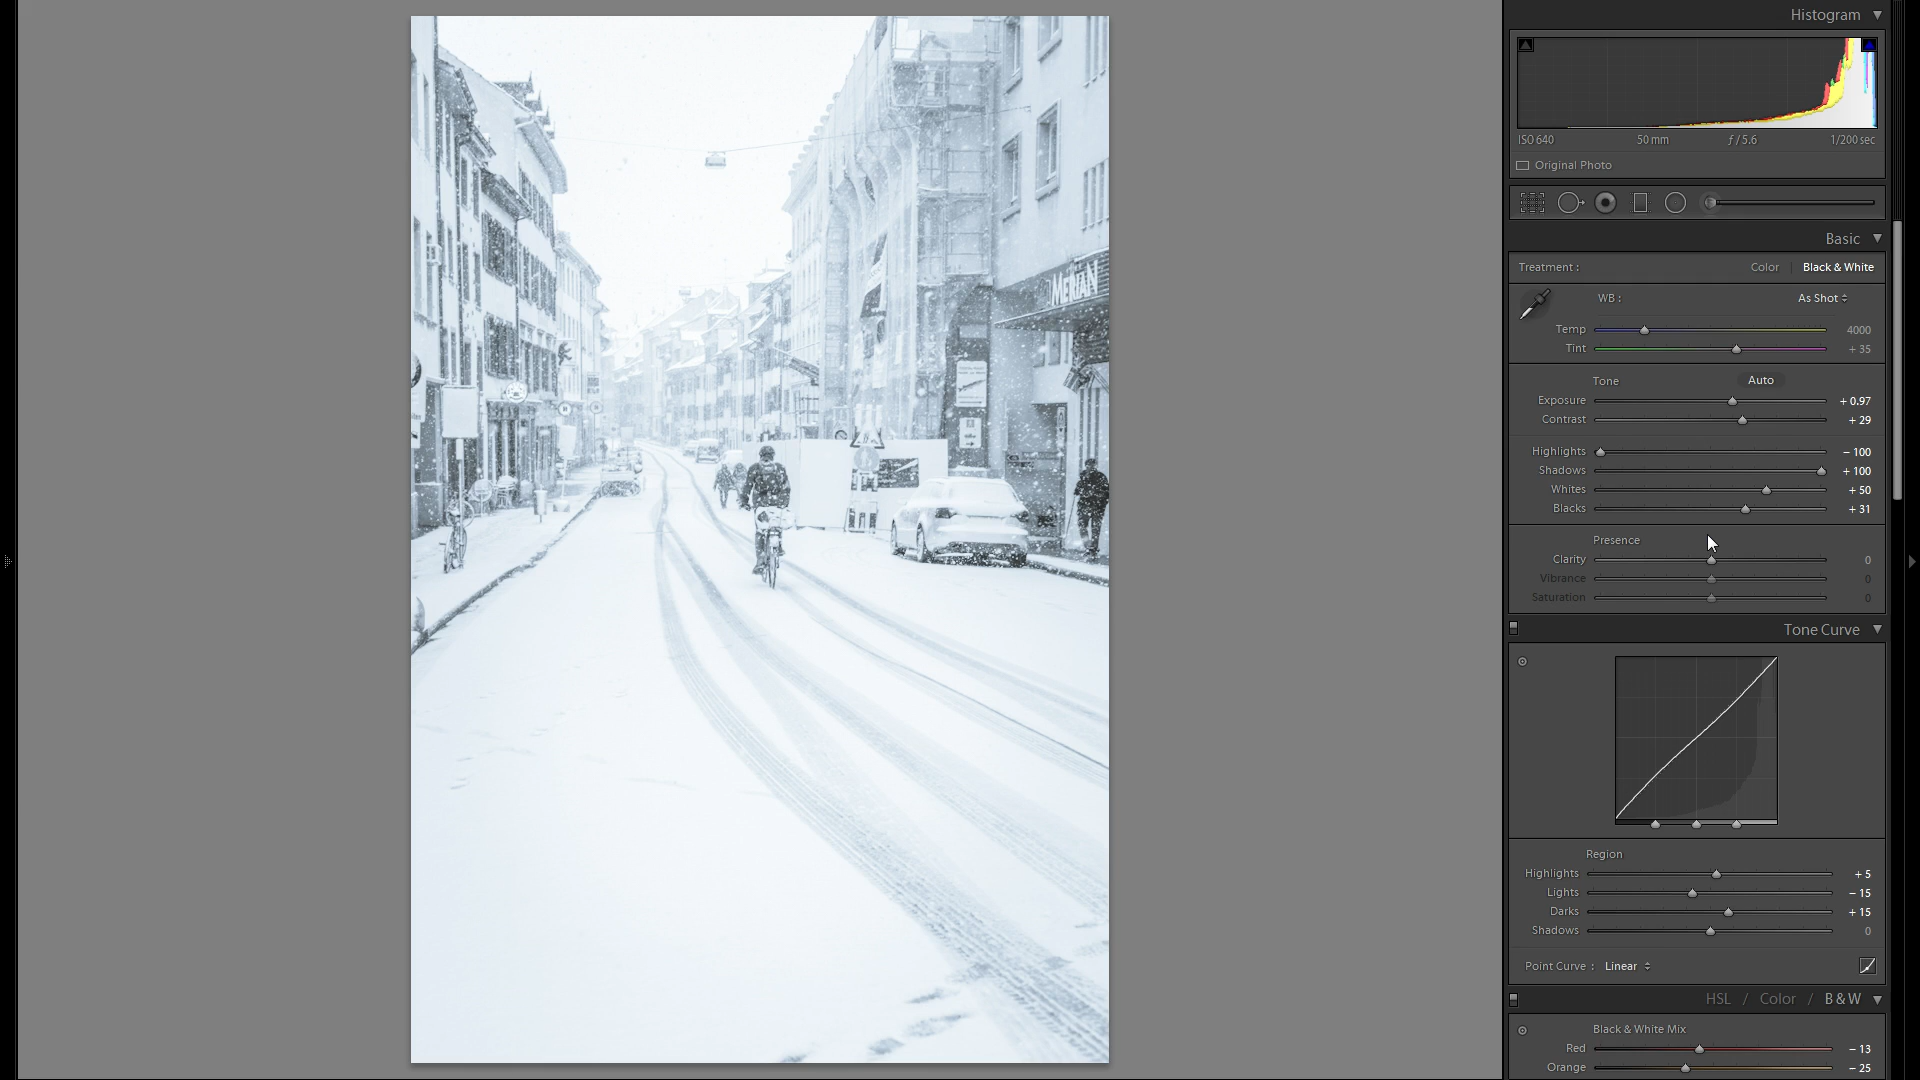 Histogram
ISO 640 50 mm ƒ / 5.6 1/200 sec
Original Photo
Basic
Treatment : Color Black & White
WB : As Shot
Temp 4000
Tint + 35
Tone Auto
Exposure + 0.97
Contrast + 29
Highlights − 100
Shadows + 100
Whites + 50
Blacks + 31
Presence
Clarity 0
Vibrance 0
Saturation 0
Tone Curve
Region
Highlights + 5
Lights − 15
Darks + 15
Shadows 0
Point Curve : Linear
HSL / Color / B & W
Black & White Mix
Red − 13
Orange − 25
MERIAN